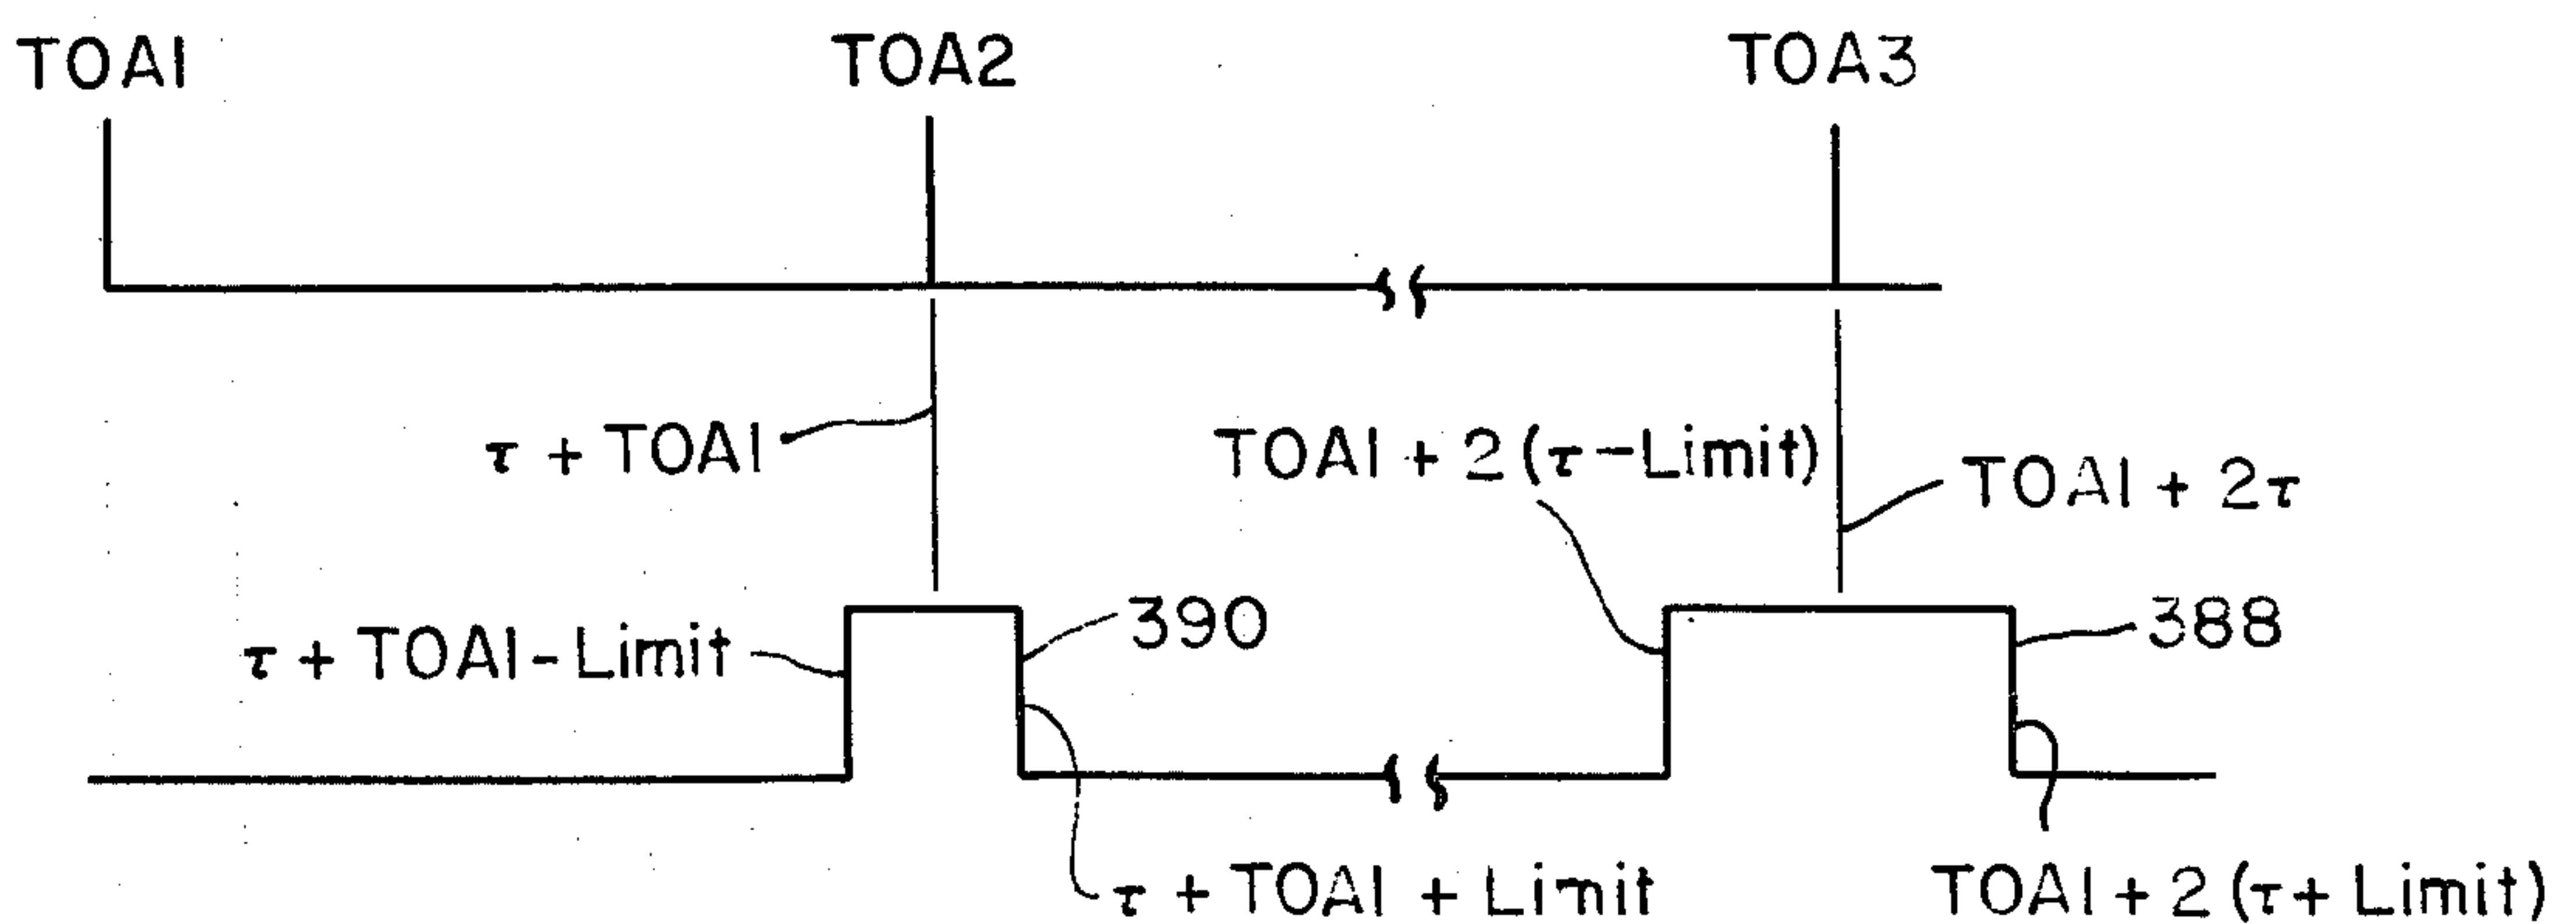 TOA1
TOA2
TOA3
τ + TOA1
TOA1 + 2 (τ-Limit)
TOA1 + 2τ
τ + TOA1-Limit
390
388
τ + TOA1 + Limit
TOA1 + 2 (τ+ Limit)